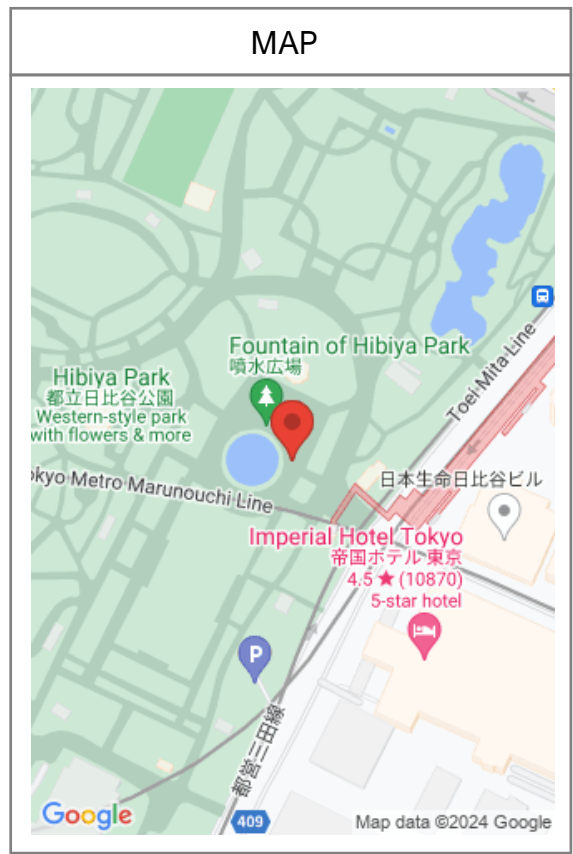 MAP
Fountain of Hibiya Park
噴水広場
Hibiya Park
都立日比谷公園
Western-style park
with flowers & more
Toei Mita Line
okyo Metro Marunouchi Line
日本生命日比谷ビル
Imperial Hotel Tokyo
帝国ホテル 東京
4.5 ★ (10870)
5-star hotel
P
都営三田線
Google
409
Map data ©2024 Google